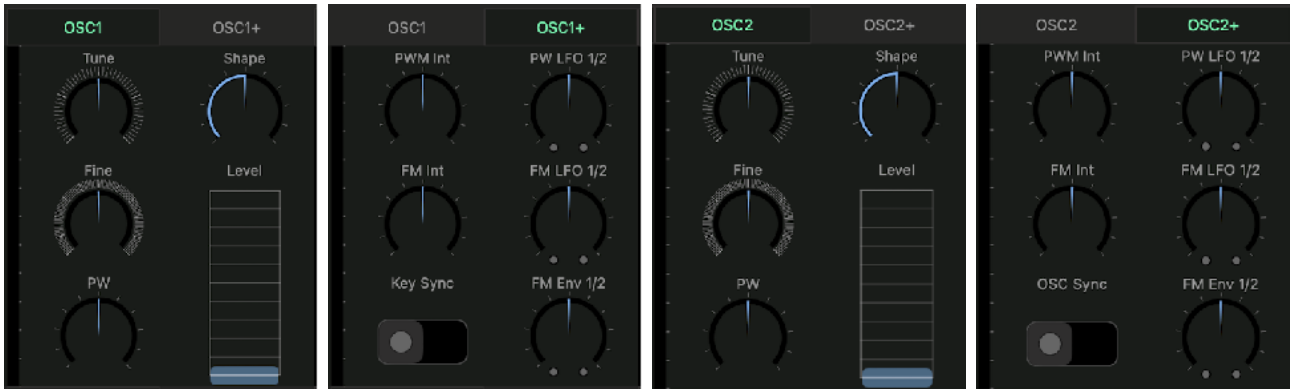 OSC1 OSC1+
Tune Shape
Fine Level
PW
OSC1 OSC1+
PWM Int PW LFO 1/2
FM Int FM LFO 1/2
Key Sync FM Env 1/2
OSC2 OSC2+
Tune Shape
Fine Level
PW
OSC2 OSC2+
PWM Int PW LFO 1/2
FM Int FM LFO 1/2
OSC Sync FM Env 1/2